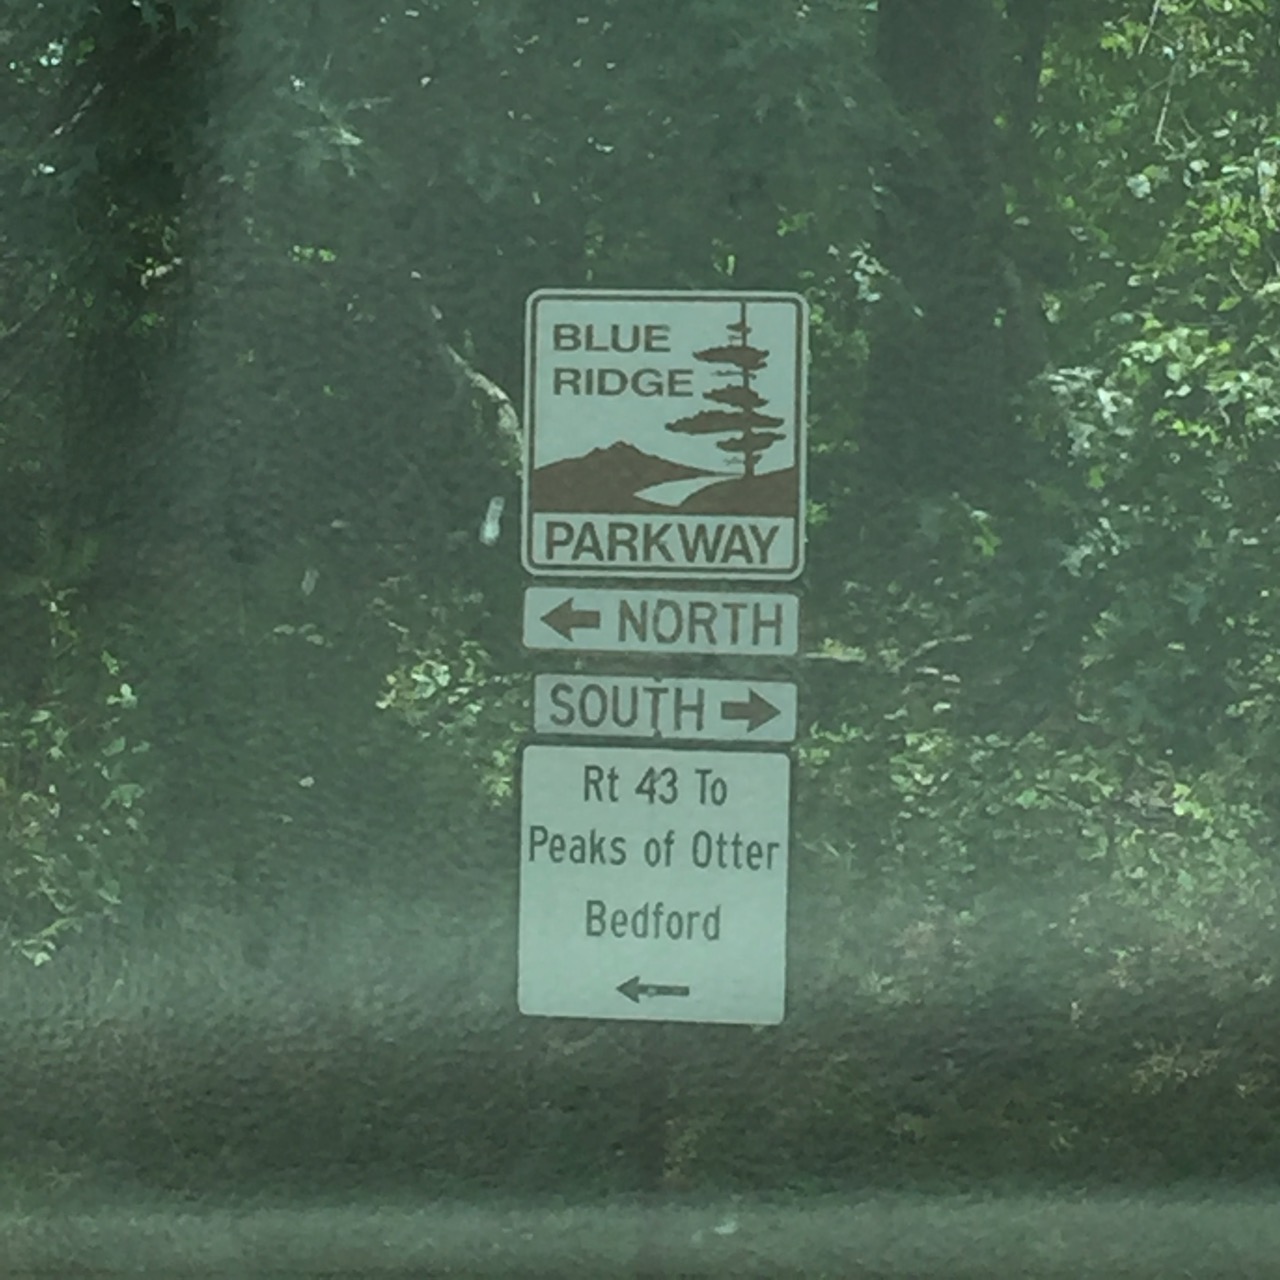 BLUE
RIDGE
PARKWAY
NORTH
SOUTH
Rt 43 To
Peaks of Otter
Bedford